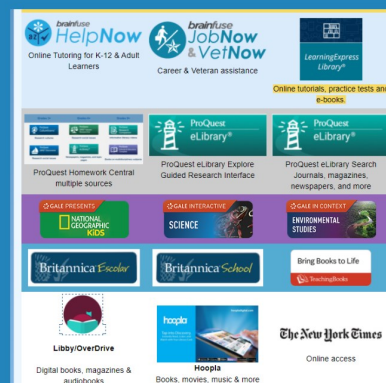 brainfuse
HelpNow
Online Tutoring for K-12 & Adult
Learners
brainfuse
JobNow
& VetNow
Career & Veteran assistance
LearningExpress
Library®
Online tutorials, practice tests and
e-books.
ProQuest Homework Central
multiple sources
ProQuest
eLibrary®
ProQuest eLibrary Explore
Guided Research Interface
ProQuest
eLibrary®
ProQuest eLibrary Search
Journals, magazines,
newspapers, and more
GALE PRESENTS
NATIONAL
GEOGRAPHIC
KiDS
GALE INTERACTIVE
SCIENCE
GALE IN CONTEXT
ENVIRONMENTAL
STUDIES
Britannica Escolar
Britannica School
Bring Books to Life
TeachingBooks
Libby/OverDrive
Digital books, magazines &
audiobooks
hoopla
Hoopla
Books, movies, music & more
The New York Times
Online access